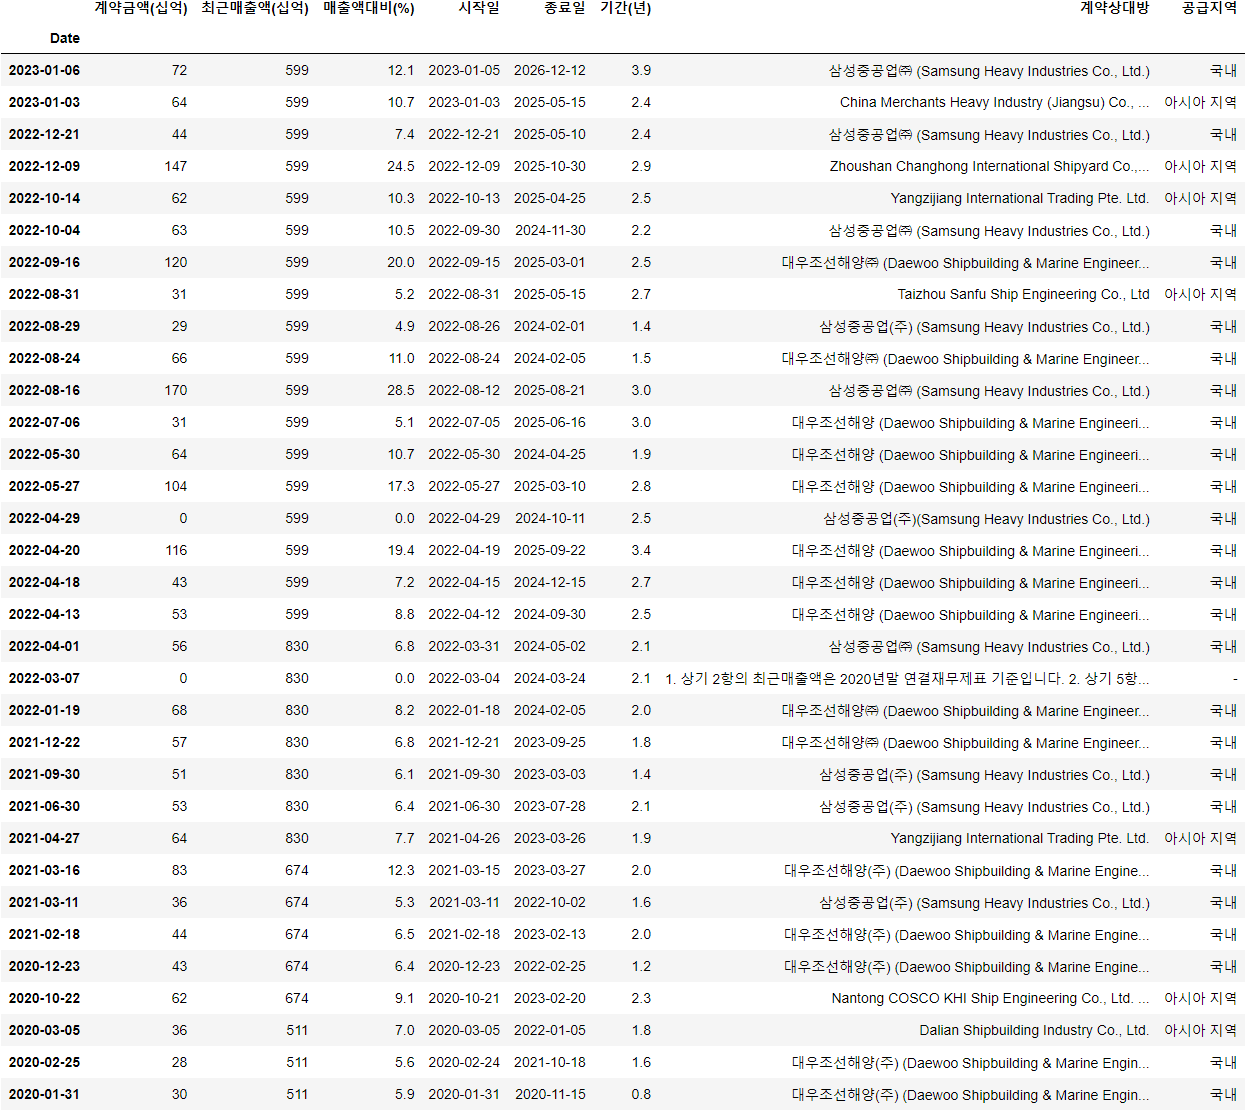 계약금액(십억) 최근매출액(십억) 매출액대비(%) 시작일 종료일 기간(년) 계약상대방 공급지역
Date
2023-01-06 72 599 12.1 2023-01-05 2026-12-12 3.9 삼성중공업㈜ (Samsung Heavy Industries Co., Ltd.) 국내
2023-01-03 64 599 10.7 2023-01-03 2025-05-15 2.4 China Merchants Heavy Industry (Jiangsu) Co., ... 아시아 지역
2022-12-21 44 599 7.4 2022-12-21 2025-05-10 2.4 삼성중공업㈜ (Samsung Heavy Industries Co., Ltd.) 국내
2022-12-09 147 599 24.5 2022-12-09 2025-10-30 2.9 Zhoushan Changhong International Shipyard Co.,... 아시아 지역
2022-10-14 62 599 10.3 2022-10-13 2025-04-25 2.5 Yangzijiang International Trading Pte. Ltd. 아시아 지역
2022-10-04 63 599 10.5 2022-09-30 2024-11-30 2.2 삼성중공업㈜ (Samsung Heavy Industries Co., Ltd.) 국내
2022-09-16 120 599 20.0 2022-09-15 2025-03-01 2.5 대우조선해양㈜ (Daewoo Shipbuilding & Marine Engineer... 국내
2022-08-31 31 599 5.2 2022-08-31 2025-05-15 2.7 Taizhou Sanfu Ship Engineering Co., Ltd 아시아 지역
2022-08-29 29 599 4.9 2022-08-26 2024-02-01 1.4 삼성중공업(주) (Samsung Heavy Industries Co., Ltd.) 국내
2022-08-24 66 599 11.0 2022-08-24 2024-02-05 1.5 대우조선해양㈜ (Daewoo Shipbuilding & Marine Engineer... 국내
2022-08-16 170 599 28.5 2022-08-12 2025-08-21 3.0 삼성중공업㈜ (Samsung Heavy Industries Co., Ltd.) 국내
2022-07-06 31 599 5.1 2022-07-05 2025-06-16 3.0 대우조선해양 (Daewoo Shipbuilding & Marine Engineeri... 국내
2022-05-30 64 599 10.7 2022-05-30 2024-04-25 1.9 대우조선해양 (Daewoo Shipbuilding & Marine Engineeri... 국내
2022-05-27 104 599 17.3 2022-05-27 2025-03-10 2.8 대우조선해양 (Daewoo Shipbuilding & Marine Engineeri... 국내
2022-04-29 0 599 0.0 2022-04-29 2024-10-11 2.5 삼성중공업(주)(Samsung Heavy Industries Co., Ltd.) 국내
2022-04-20 116 599 19.4 2022-04-19 2025-09-22 3.4 대우조선해양 (Daewoo Shipbuilding & Marine Engineeri... 국내
2022-04-18 43 599 7.2 2022-04-15 2024-12-15 2.7 대우조선해양 (Daewoo Shipbuilding & Marine Engineeri... 국내
2022-04-13 53 599 8.8 2022-04-12 2024-09-30 2.5 대우조선해양 (Daewoo Shipbuilding & Marine Engineeri... 국내
2022-04-01 56 830 6.8 2022-03-31 2024-05-02 2.1 삼성중공업㈜ (Samsung Heavy Industries Co., Ltd.) 국내
2022-03-07 0 830 0.0 2022-03-04 2024-03-24 2.1 1. 상기 2항의 최근매출액은 2020년말 연결재무제표 기준입니다. 2. 상기 5항... -
2022-01-19 68 830 8.2 2022-01-18 2024-02-05 2.0 대우조선해양㈜ (Daewoo Shipbuilding & Marine Engineer... 국내
2021-12-22 57 830 6.8 2021-12-21 2023-09-25 1.8 대우조선해양㈜ (Daewoo Shipbuilding & Marine Engineer... 국내
2021-09-30 51 830 6.1 2021-09-30 2023-03-03 1.4 삼성중공업(주) (Samsung Heavy Industries Co., Ltd.) 국내
2021-06-30 53 830 6.4 2021-06-30 2023-07-28 2.1 삼성중공업(주) (Samsung Heavy Industries Co., Ltd.) 국내
2021-04-27 64 830 7.7 2021-04-26 2023-03-26 1.9 Yangzijiang International Trading Pte. Ltd. 아시아 지역
2021-03-16 83 674 12.3 2021-03-15 2023-03-27 2.0 대우조선해양(주) (Daewoo Shipbuilding & Marine Engine... 국내
2021-03-11 36 674 5.3 2021-03-11 2022-10-02 1.6 삼성중공업(주) (Samsung Heavy Industries Co., Ltd.) 국내
2021-02-18 44 674 6.5 2021-02-18 2023-02-13 2.0 대우조선해양(주) (Daewoo Shipbuilding & Marine Engine... 국내
2020-12-23 43 674 6.4 2020-12-23 2022-02-25 1.2 대우조선해양(주) (Daewoo Shipbuilding & Marine Engine... 국내
2020-10-22 62 674 9.1 2020-10-21 2023-02-20 2.3 Nantong COSCO KHI Ship Engineering Co., Ltd. ... 아시아 지역
2020-03-05 36 511 7.0 2020-03-05 2022-01-05 1.8 Dalian Shipbuilding Industry Co., Ltd. 아시아 지역
2020-02-25 28 511 5.6 2020-02-24 2021-10-18 1.6 대우조선해양(주) (Daewoo Shipbuilding & Marine Engin... 국내
2020-01-31 30 511 5.9 2020-01-31 2020-11-15 0.8 대우조선해양(주) (Daewoo Shipbuilding & Marine Engin... 국내